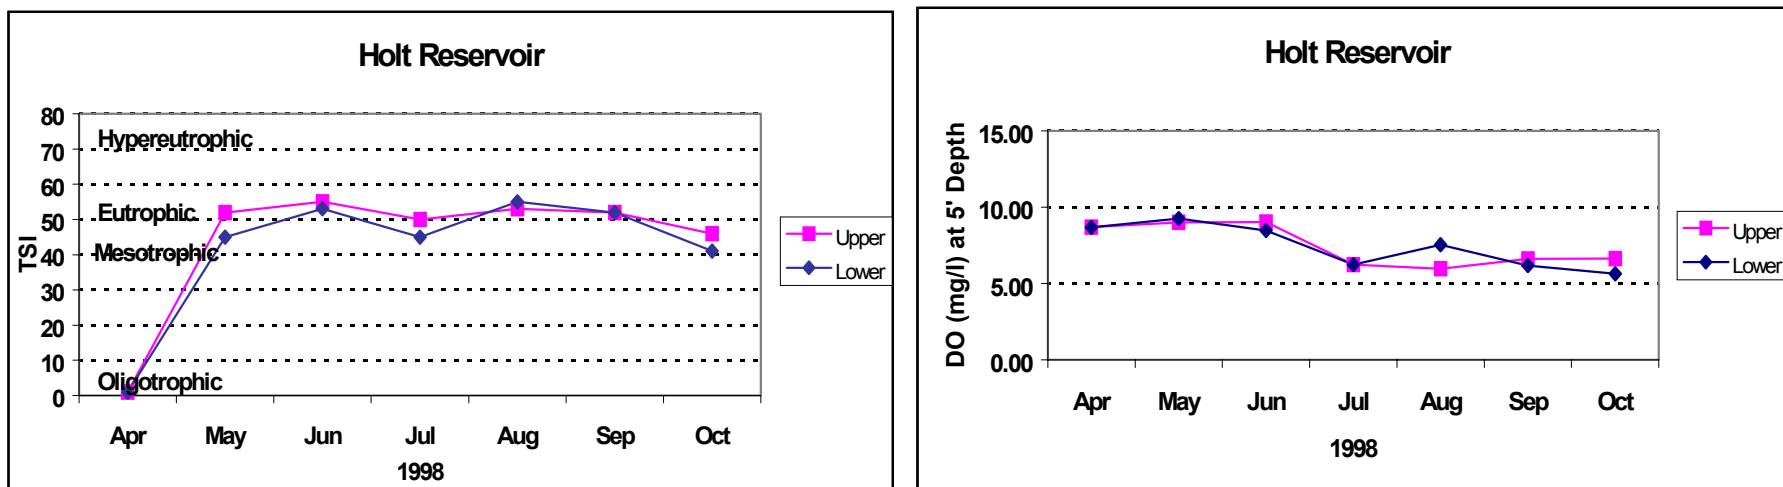 Holt Reservoir
TSI
80
70
60
50
40
30
20
10
0
Hypereutrophic
Eutrophic
Mesotrophic
Oligotrophic
Apr May Jun Jul Aug Sep Oct
1998
Upper
Lower
Holt Reservoir
DO (mg/l) at 5' Depth
15.00
10.00
5.00
0.00
Apr May Jun Jul Aug Sep Oct
1998
Upper
Lower